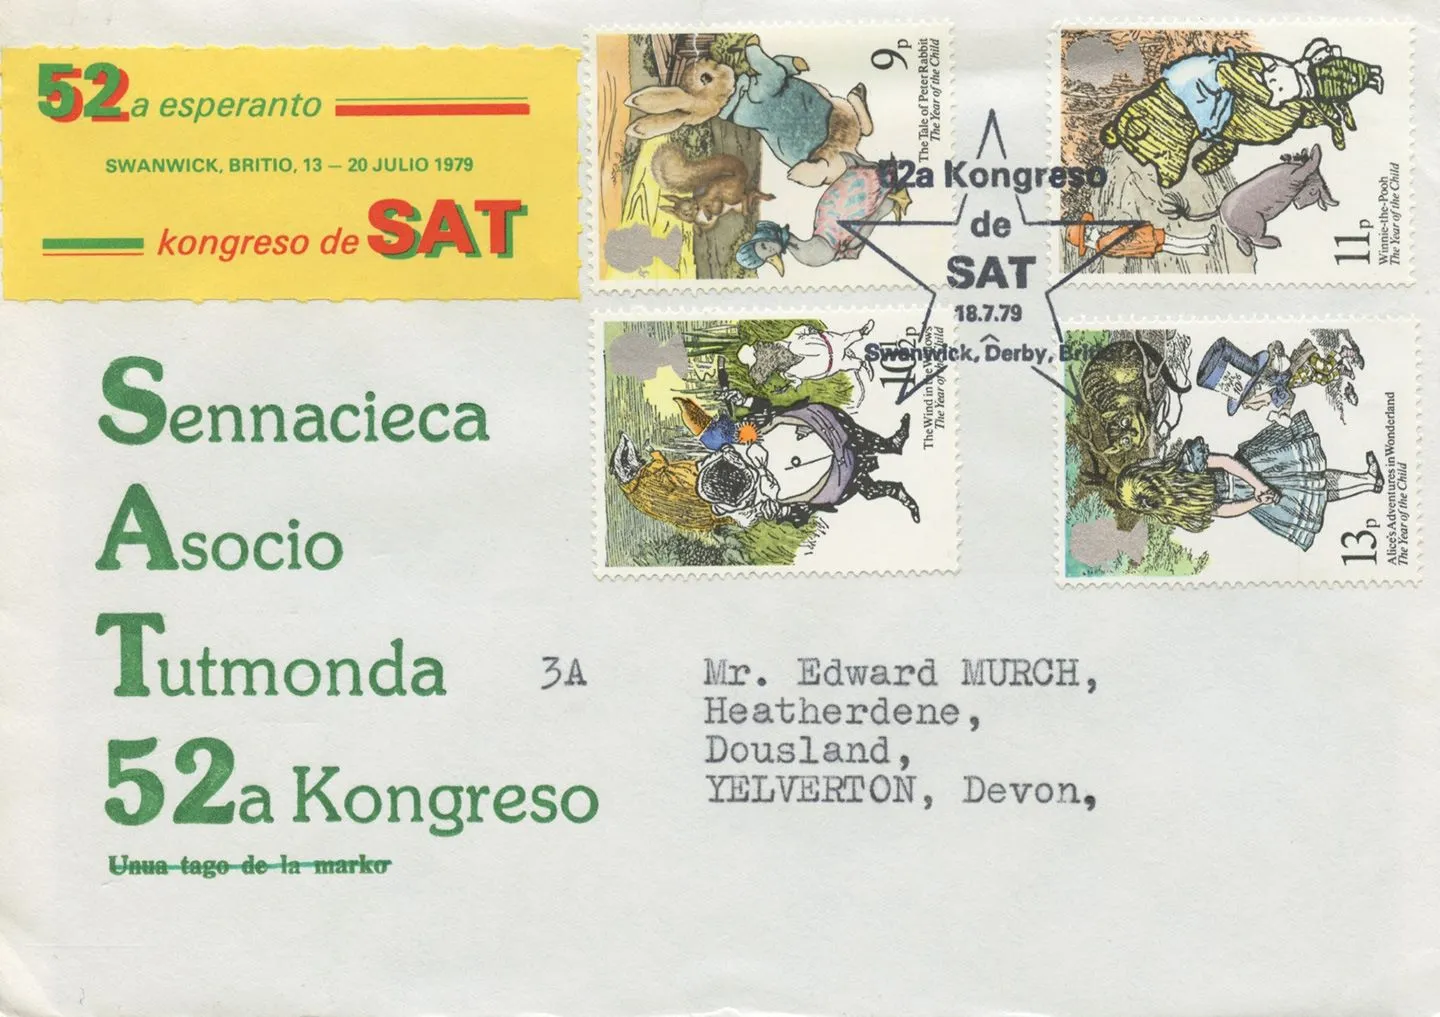 52a esperanto
SWANWICK, BRITIO, 13 – 20 JULIO 1979
kongreso de SAT
9p
The Tale of Peter Rabbit
The Year of the Child
11p
Winnie-the-Pooh
The Year of the Child
10½p
The Wind in the Willows
The Year of the Child
13p
Alice's Adventures in Wonderland
The Year of the Child
52a Kongreso
de
SAT
18.7.79
Swanwick, Derby, Britio
Sennacieca
Asocio
Tutmonda
52a Kongreso
Unua tago de la marko
3A
Mr. Edward MURCH,
Heatherdene,
Dousland,
YELVERTON, Devon,